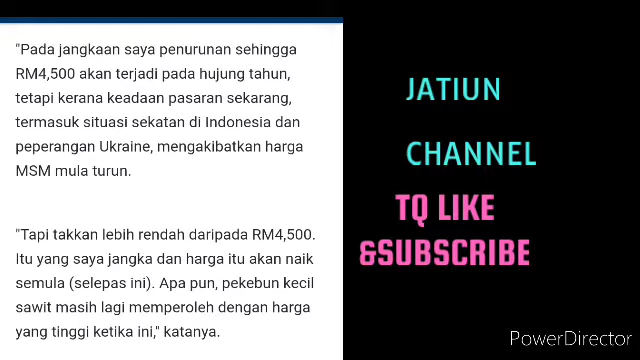 "Pada jangkaan saya penurunan sehingga
RM4,500 akan terjadi pada hujung tahun,
tetapi kerana keadaan pasaran sekarang,
termasuk situasi sekatan di Indonesia dan
peperangan Ukraine, mengakibatkan harga
MSM mula turun.
"Tapi takkan lebih rendah daripada RM4,500.
Itu yang saya jangka dan harga itu akan naik
semula (selepas ini). Apa pun, pekebun kecil
sawit masih lagi memperoleh dengan harga
yang tinggi ketika ini," katanya.
JATIUN
CHANNEL
TQ LIKE
&SUBSCRIBE
PowerDirector